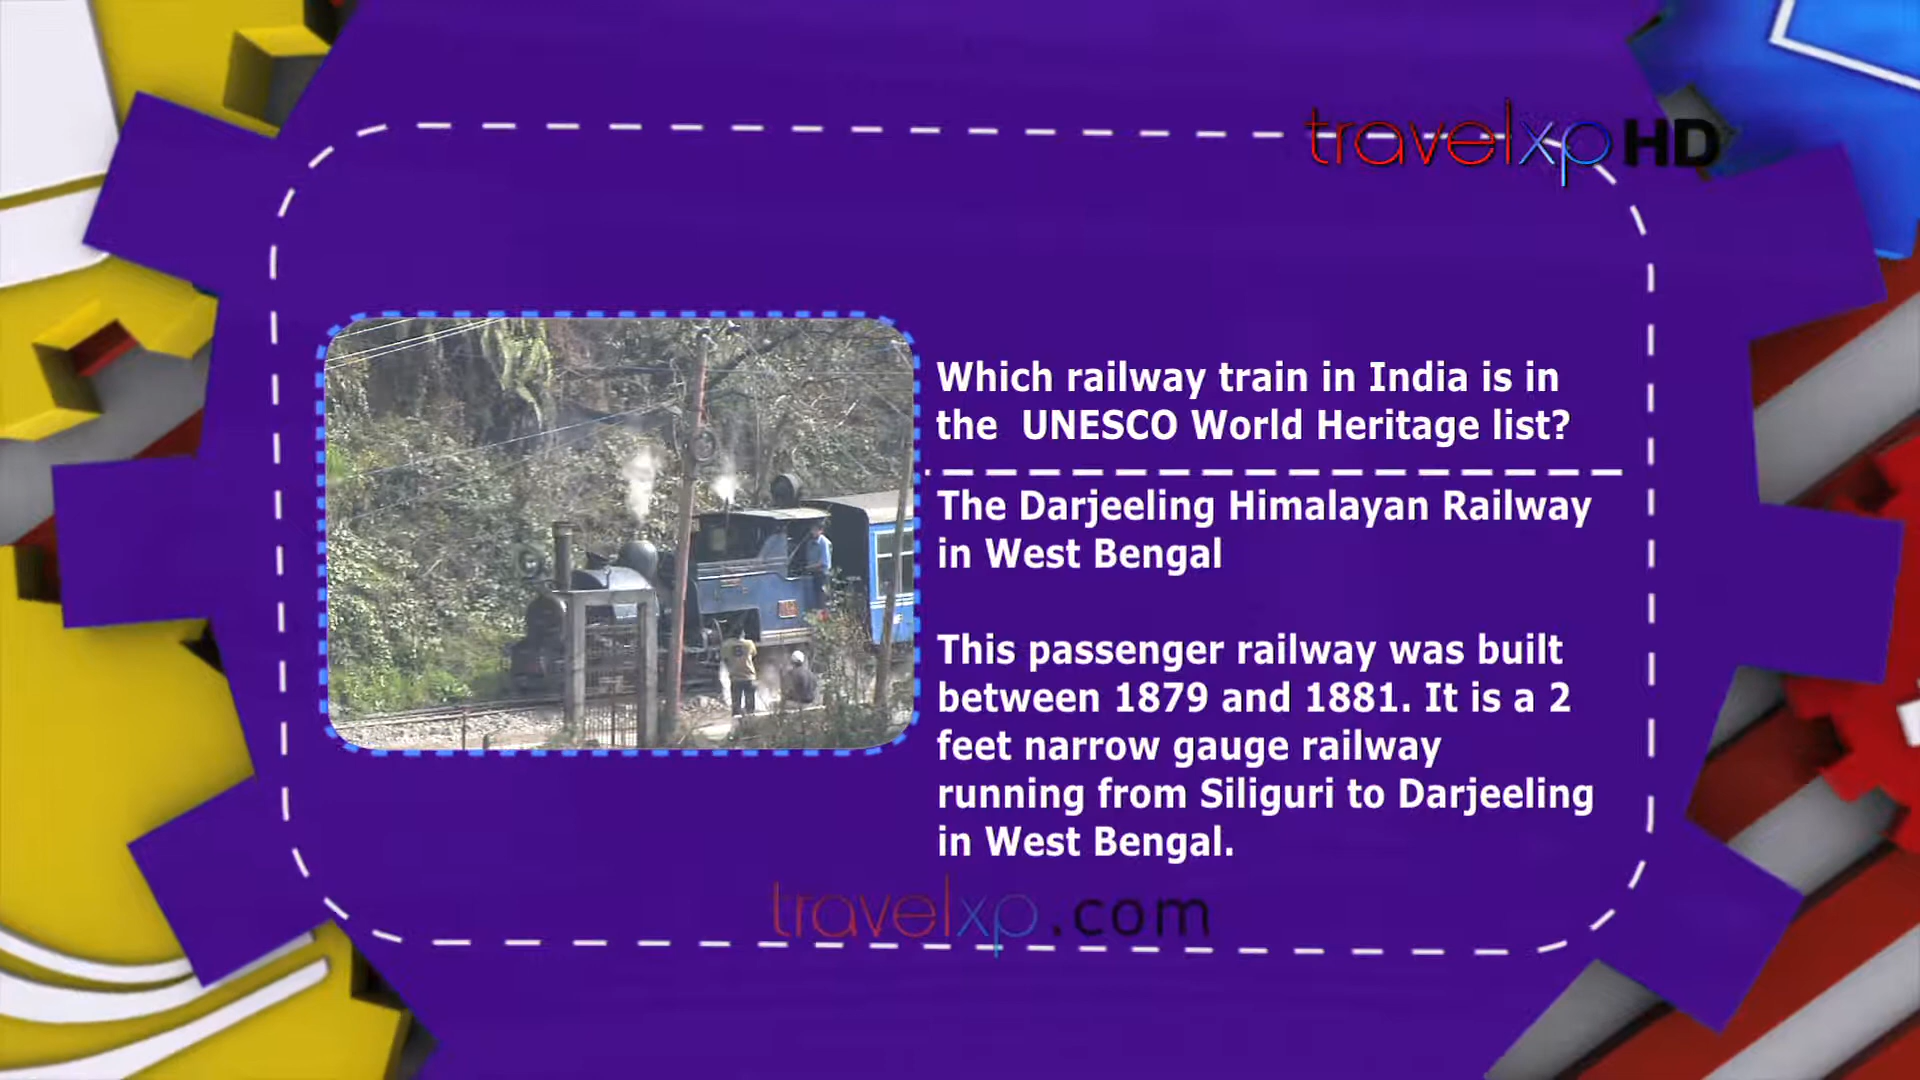 travelxp HD
Which railway train in India is in
the UNESCO World Heritage list?
The Darjeeling Himalayan Railway
in West Bengal
This passenger railway was built
between 1879 and 1881. It is a 2
feet narrow gauge railway
running from Siliguri to Darjeeling
in West Bengal.
travelxp.com